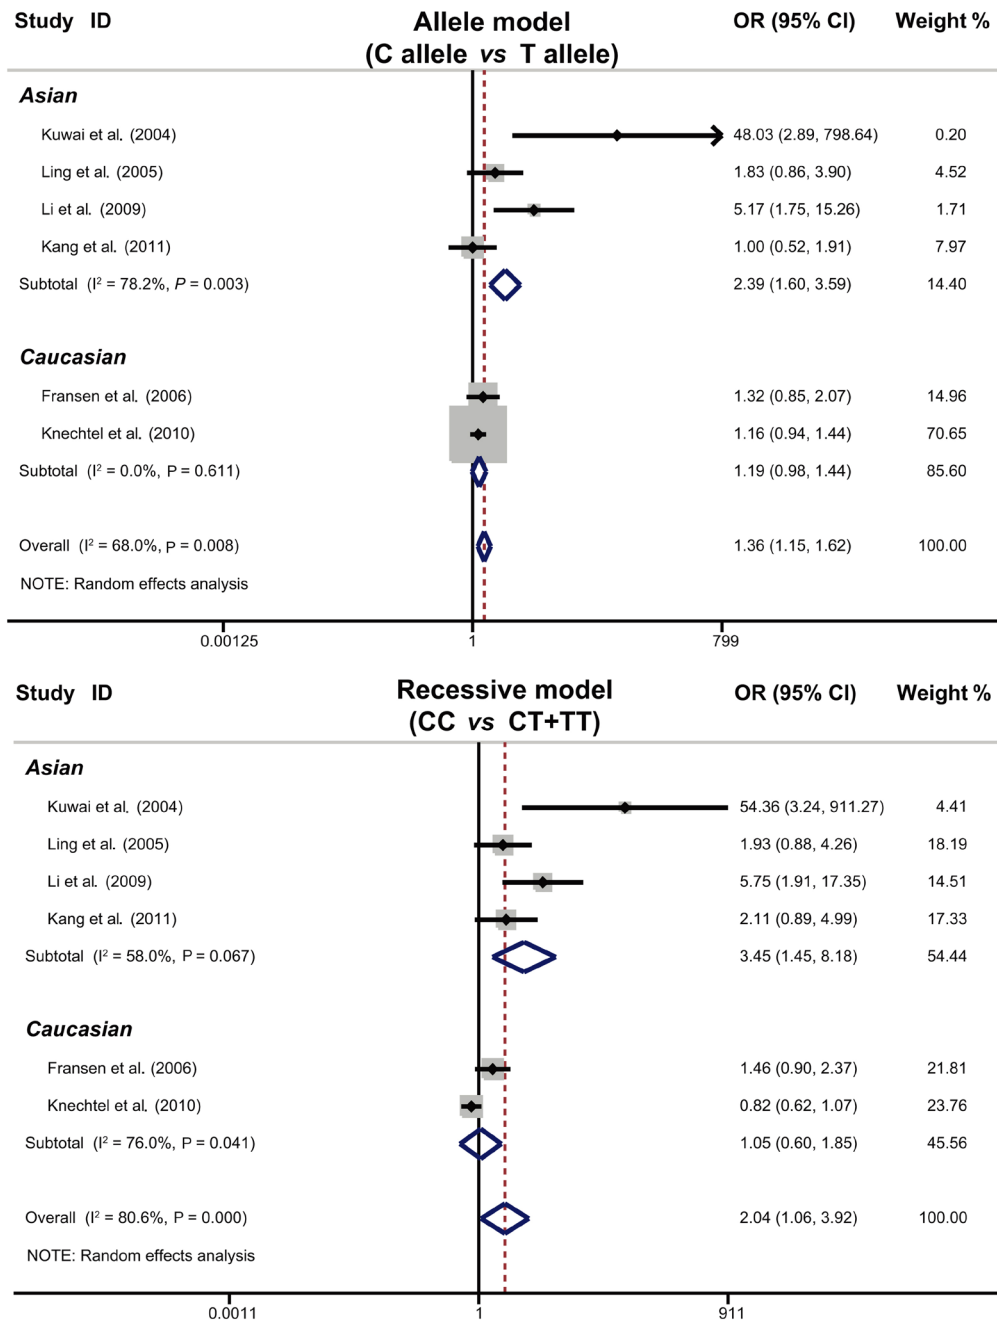 Study ID Allele model OR (95% CI) Weight %
(C allele vs T allele)
Asian
Kuwai et al. (2004) 48.03 (2.89, 798.64) 0.20
Ling et al. (2005) 1.83 (0.86, 3.90) 4.52
Li et al. (2009) 5.17 (1.75, 15.26) 1.71
Kang et al. (2011) 1.00 (0.52, 1.91) 7.97
Subtotal (I² = 78.2%, P = 0.003) 2.39 (1.60, 3.59) 14.40
Caucasian
Fransen et al. (2006) 1.32 (0.85, 2.07) 14.96
Knechtel et al. (2010) 1.16 (0.94, 1.44) 70.65
Subtotal (I² = 0.0%, P = 0.611) 1.19 (0.98, 1.44) 85.60
Overall (I² = 68.0%, P = 0.008) 1.36 (1.15, 1.62) 100.00
NOTE: Random effects analysis
0.00125 1 799
Study ID Recessive model OR (95% CI) Weight %
(CC vs CT+TT)
Asian
Kuwai et al. (2004) 54.36 (3.24, 911.27) 4.41
Ling et al. (2005) 1.93 (0.88, 4.26) 18.19
Li et al. (2009) 5.75 (1.91, 17.35) 14.51
Kang et al. (2011) 2.11 (0.89, 4.99) 17.33
Subtotal (I² = 58.0%, P = 0.067) 3.45 (1.45, 8.18) 54.44
Caucasian
Fransen et al. (2006) 1.46 (0.90, 2.37) 21.81
Knechtel et al. (2010) 0.82 (0.62, 1.07) 23.76
Subtotal (I² = 76.0%, P = 0.041) 1.05 (0.60, 1.85) 45.56
Overall (I² = 80.6%, P = 0.000) 2.04 (1.06, 3.92) 100.00
NOTE: Random effects analysis
0.0011 1 911